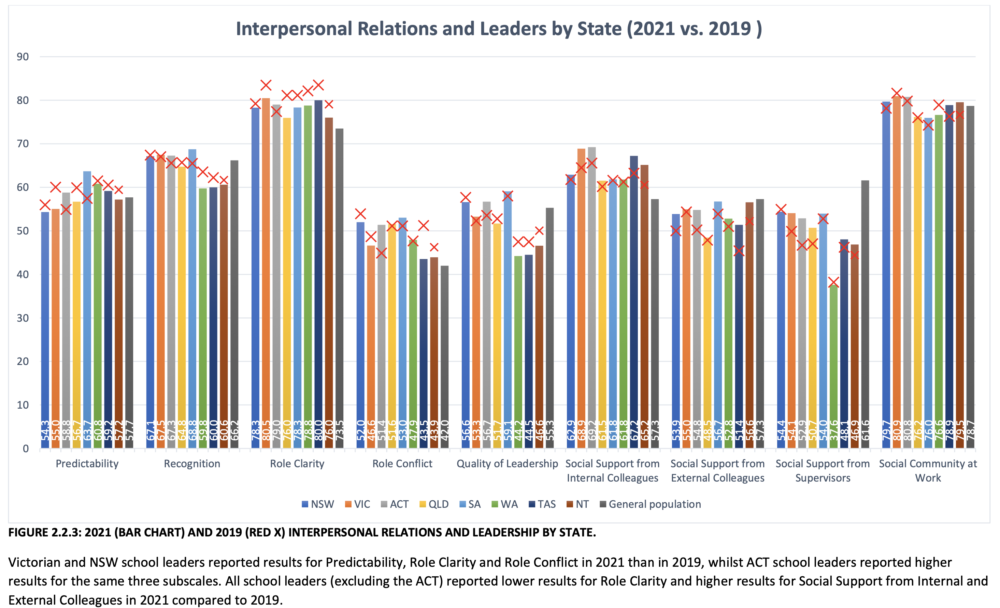 Interpersonal Relations and Leaders by State (2021 vs. 2019 )
90
80
70
60
50
40
30
20
10
0
54.3 55.0 58.8 56.7 63.7 60.8 59.2 57.2 57.7
67.1 67.5 67.3 64.8 68.8 59.8 60.0 60.6 66.2
78.3 80.5 79.0 76.0 78.3 78.8 80.0 76.0 73.5
52.0 46.6 51.4 51.6 53.0 47.9 43.5 43.9 42.0
56.6 53.3 56.7 51.7 59.1 44.2 44.5 46.6 55.3
62.9 68.9 69.2 61.5 61.8 61.8 67.2 65.2 57.3
53.9 55.0 54.8 48.5 56.7 52.8 51.4 56.6 57.3
54.4 54.1 52.9 50.7 54.0 37.6 48.1 46.9 61.6
79.7 80.9 80.8 76.2 76.0 76.6 78.9 79.5 78.7
Predictability
Recognition
Role Clarity
Role Conflict
Quality of Leadership
Social Support from
Internal Colleagues
Social Support from
External Colleagues
Social Support from
Supervisors
Social Community at
Work
NSW VIC ACT QLD SA WA TAS NT General population
FIGURE 2.2.3: 2021 (BAR CHART) AND 2019 (RED X) INTERPERSONAL RELATIONS AND LEADERSHIP BY STATE.
Victorian and NSW school leaders reported results for Predictability, Role Clarity and Role Conflict in 2021 than in 2019, whilst ACT school leaders reported higher
results for the same three subscales. All school leaders (excluding the ACT) reported lower results for Role Clarity and higher results for Social Support from Internal and
External Colleagues in 2021 compared to 2019.